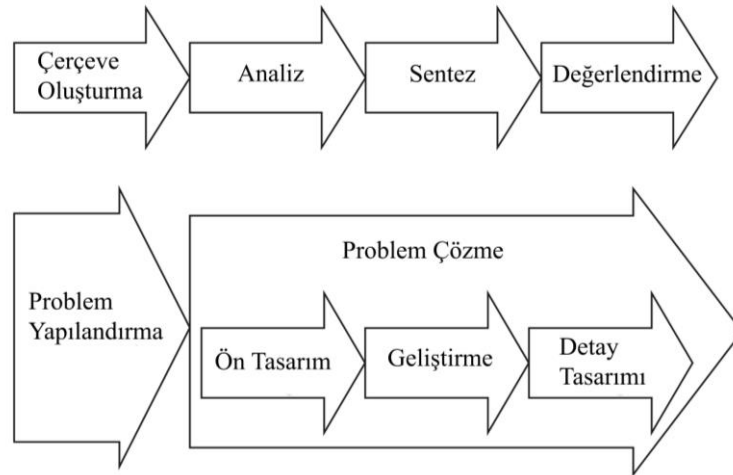 Çerçeve
Oluşturma
Analiz
Sentez
Değerlendirme
Problem Çözme
Problem
Yapılandırma
Ön Tasarım
Geliştirme
Detay
Tasarımı